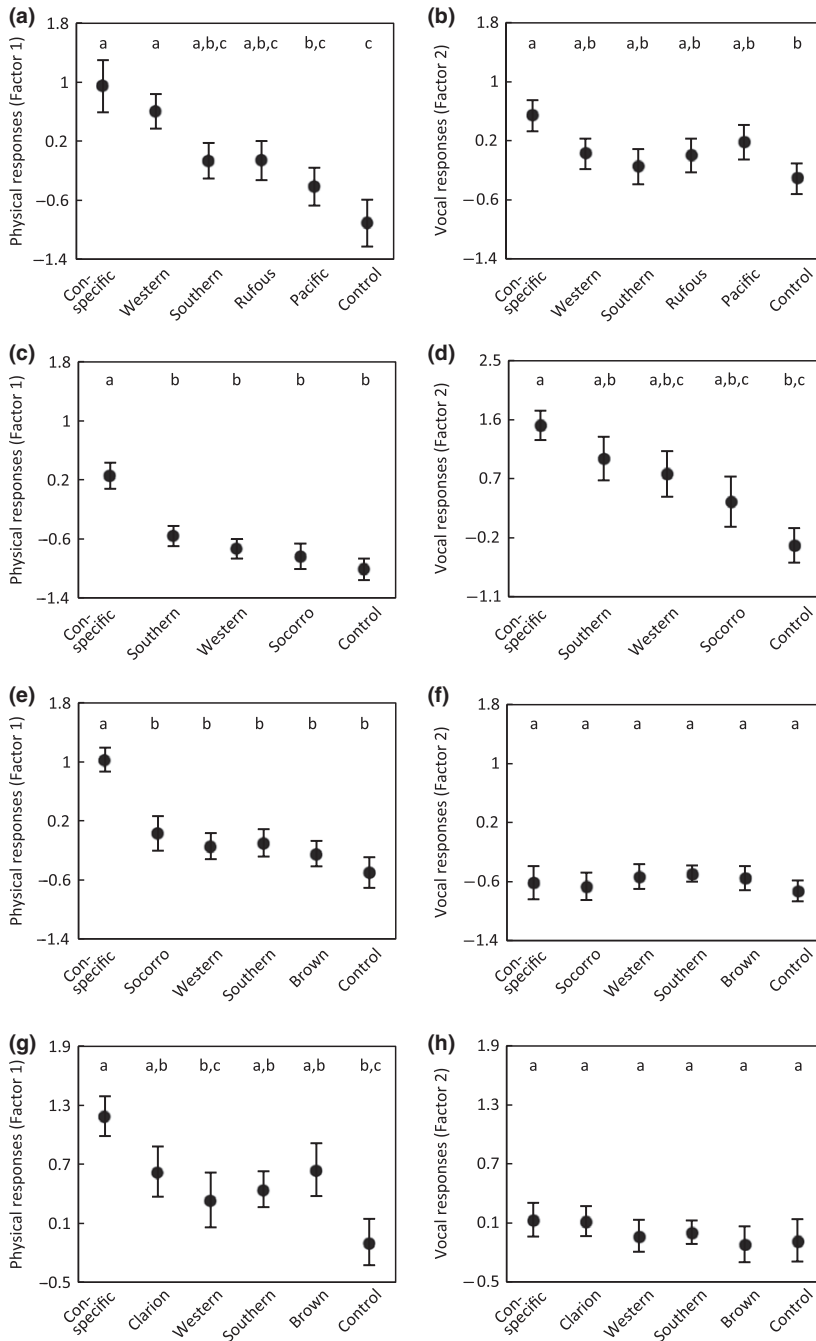 (a)
Physical responses (Factor 1)
1.8
1
0.2
−0.6
−1.4
a a a,b,c a,b,c b,c c
Con-
specific
Western
Southern
Rufous
Pacific
Control
(b)
Vocal responses (Factor 2)
1.8
1
0.2
−0.6
−1.4
a a,b a,b a,b a,b b
Con-
specific
Western
Southern
Rufous
Pacific
Control
(c)
Physical responses (Factor 1)
1.8
1
0.2
−0.6
−1.4
a b b b b
Con-
specific
Southern
Western
Socorro
Control
(d)
Vocal responses (Factor 2)
2.5
1.6
0.7
−0.2
−1.1
a a,b a,b,c a,b,c b,c
Con-
specific
Southern
Western
Socorro
Control
(e)
Physical responses (Factor 1)
1.8
1
0.2
−0.6
−1.4
a b b b b b
Con-
specific
Socorro
Western
Southern
Brown
Control
(f)
Vocal responses (Factor 2)
1.8
1
0.2
−0.6
−1.4
a a a a a a
Con-
specific
Socorro
Western
Southern
Brown
Control
(g)
Physical responses (Factor 1)
1.9
1.3
0.7
0.1
−0.5
a a,b b,c a,b a,b b,c
Con-
specific
Clarion
Western
Southern
Brown
Control
(h)
Vocal responses (Factor 2)
1.9
1.3
0.7
0.1
−0.5
a a a a a a
Con-
specific
Clarion
Western
Southern
Brown
Control